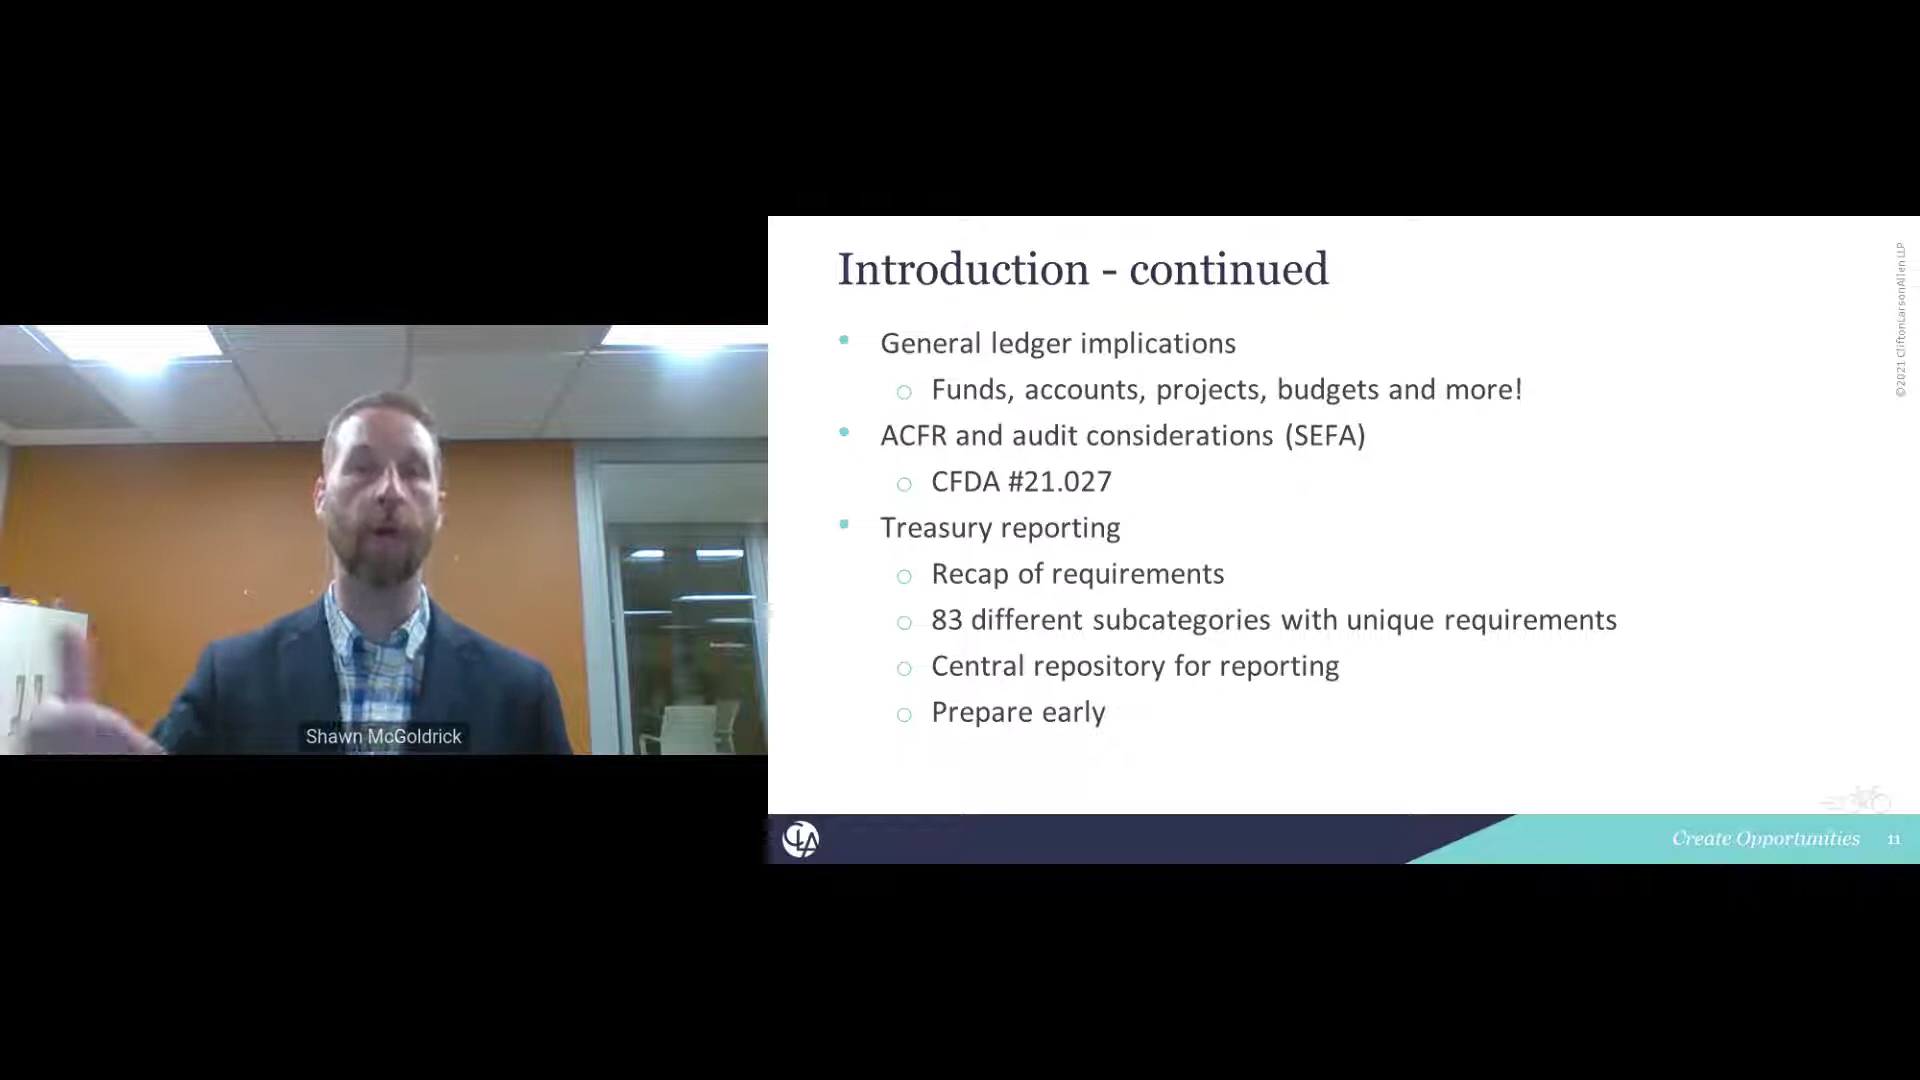 Shawn McGoldrick
Introduction - continued
General ledger implications
Funds, accounts, projects, budgets and more!
ACFR and audit considerations (SEFA)
CFDA #21.027
Treasury reporting
Recap of requirements
83 different subcategories with unique requirements
Central repository for reporting
Prepare early
©2021 CliftonLarsonAllen LLP
CLA
Create Opportunities
11